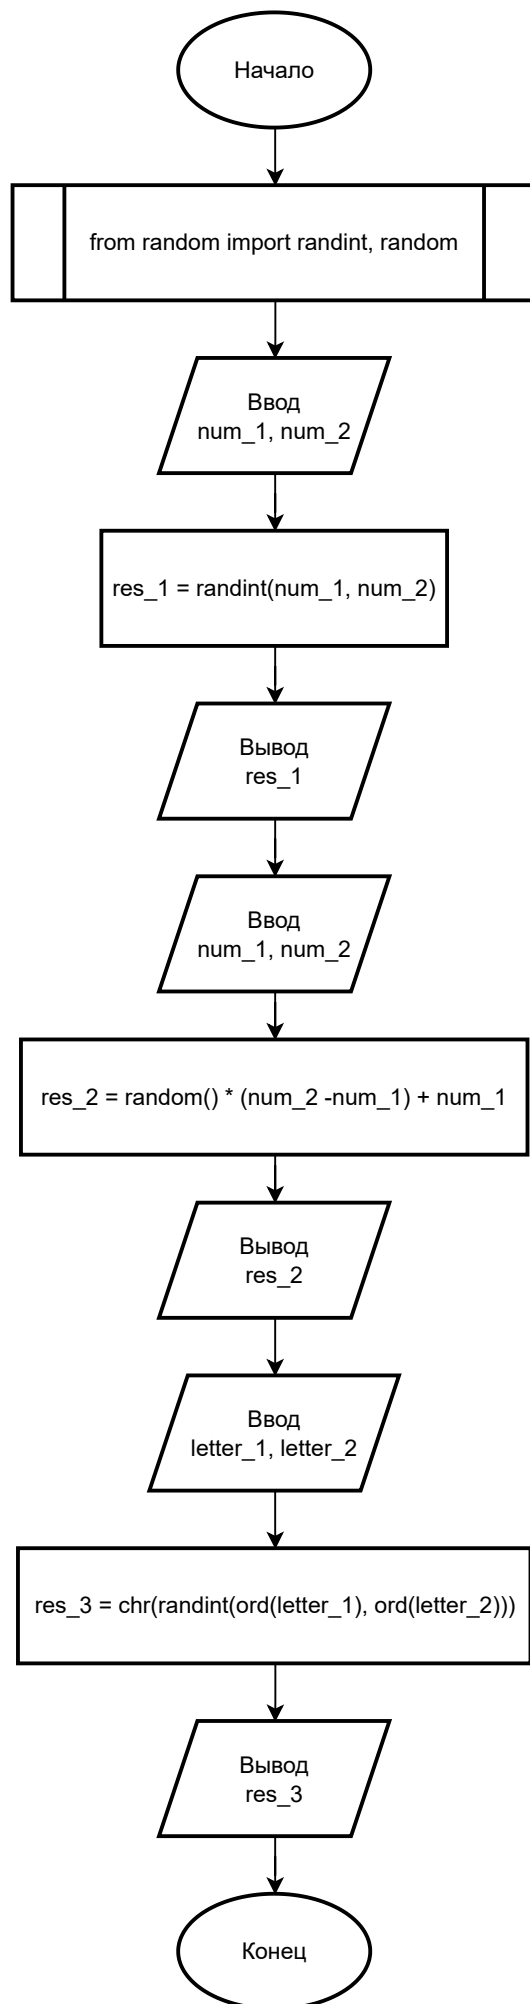 Начало
from random import randint, random
Ввод
num_1, num_2
res_1 = randint(num_1, num_2)
Вывод
res_1
Ввод
num_1, num_2
res_2 = random() * (num_2 -num_1) + num_1
Вывод
res_2
Ввод
letter_1, letter_2
res_3 = chr(randint(ord(letter_1), ord(letter_2)))
Вывод
res_3
Конец